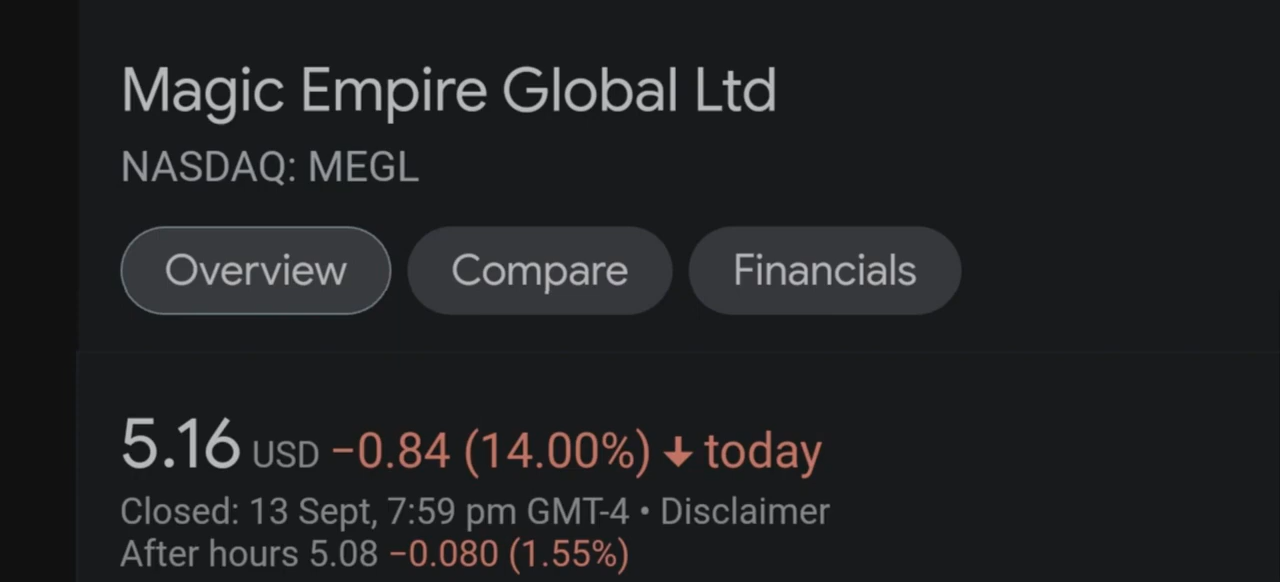 Magic Empire Global Ltd
NASDAQ: MEGL
Overview Compare Financials
5.16 USD −0.84 (14.00%) ↓ today
Closed: 13 Sept, 7:59 pm GMT-4 • Disclaimer
After hours 5.08 −0.080 (1.55%)